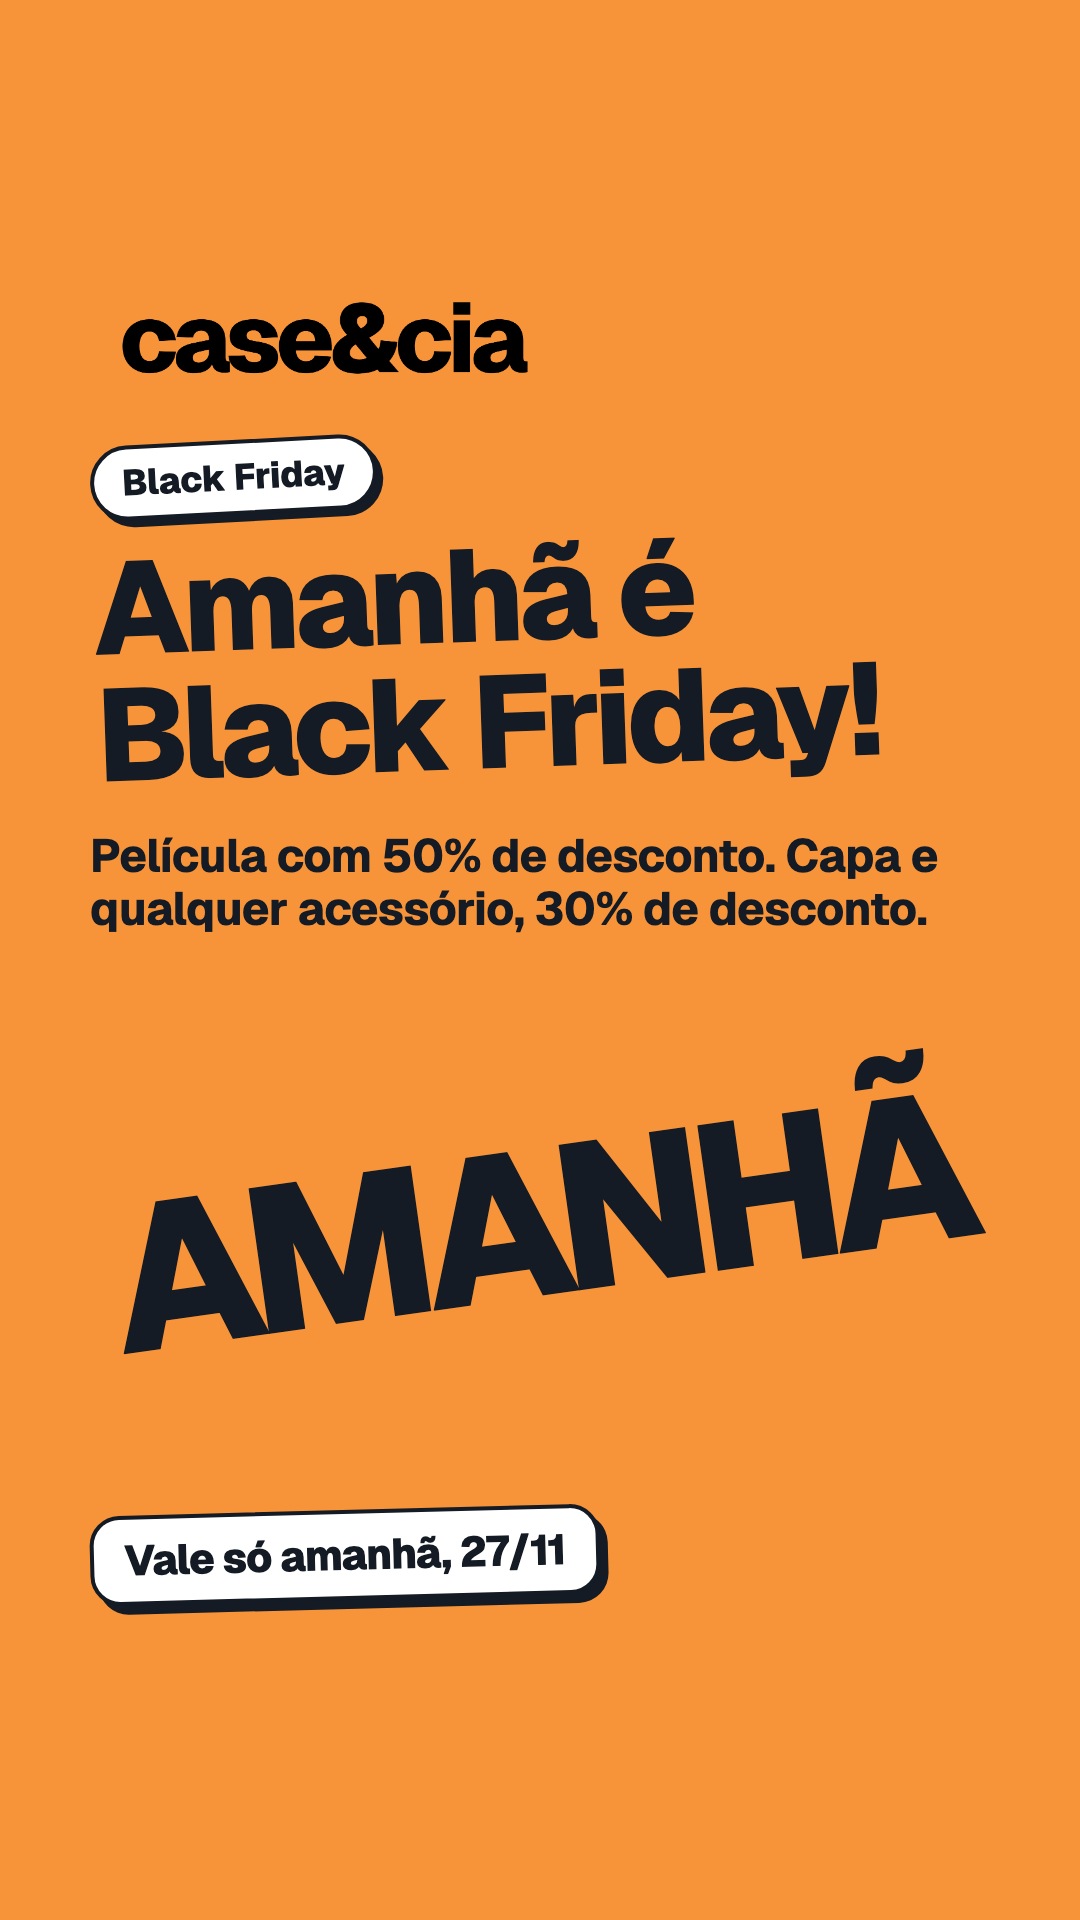 case&cia
Black Friday
Amanhã é
Black Friday!
Película com 50% de desconto. Capa e
qualquer acessório, 30% de desconto.
AMANHÃ
Vale só amanhã, 27/11